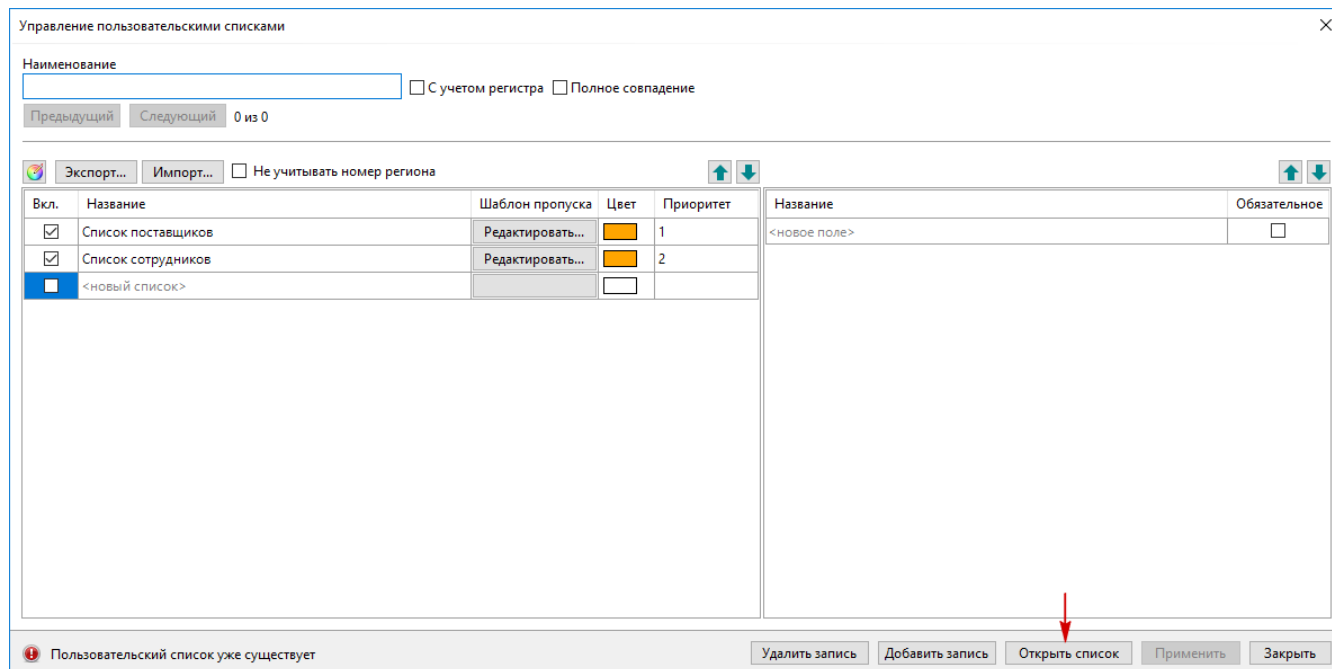 Управление пользовательскими списками
Наименование
С учетом регистра Полное совпадение
Предыдущий Следующий 0 из 0
Экспорт... Импорт... Не учитывать номер региона
Вкл. Название Шаблон пропуска Цвет Приоритет Название Обязательное
Список поставщиков Редактировать... 1 <новое поле>
Список сотрудников Редактировать... 2
<новый список>
Пользовательский список уже существует Удалить запись Добавить запись Открыть список Применить Закрыть